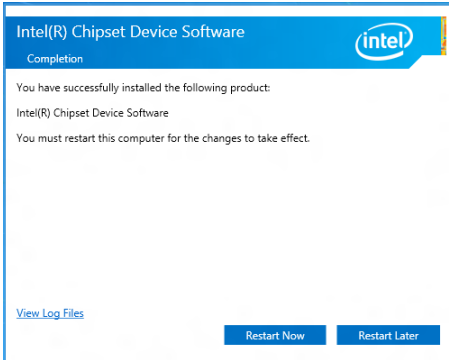 Intel(R) Chipset Device Software
Completion
intel
You have successfully installed the following product:
Intel(R) Chipset Device Software
You must restart this computer for the changes to take effect.
View Log Files
Restart Now
Restart Later